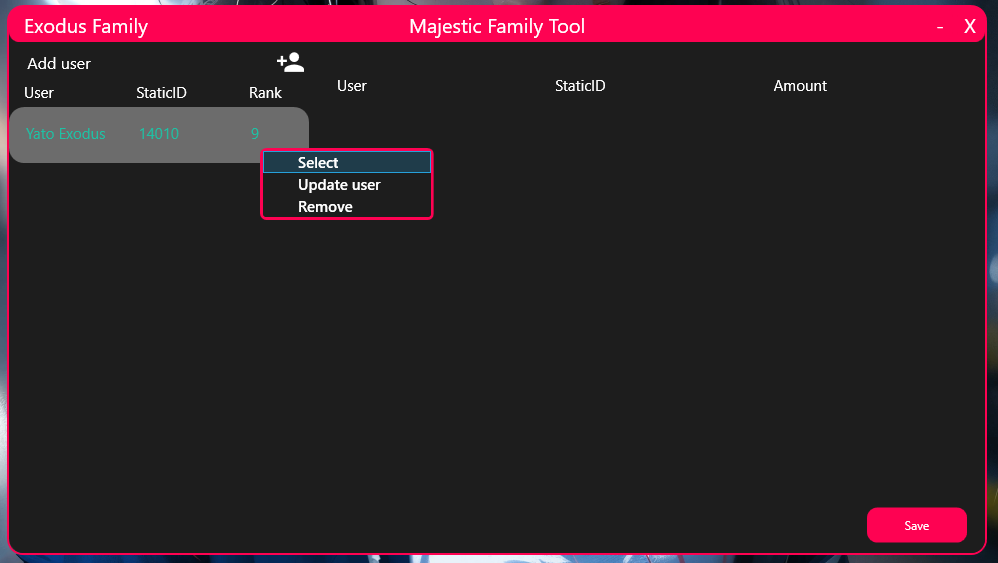 Exodus Family Majestic Family Tool - X
Add user
User StaticID Rank
User StaticID Amount
Yato Exodus 14010 9
Select
Update user
Remove
Save